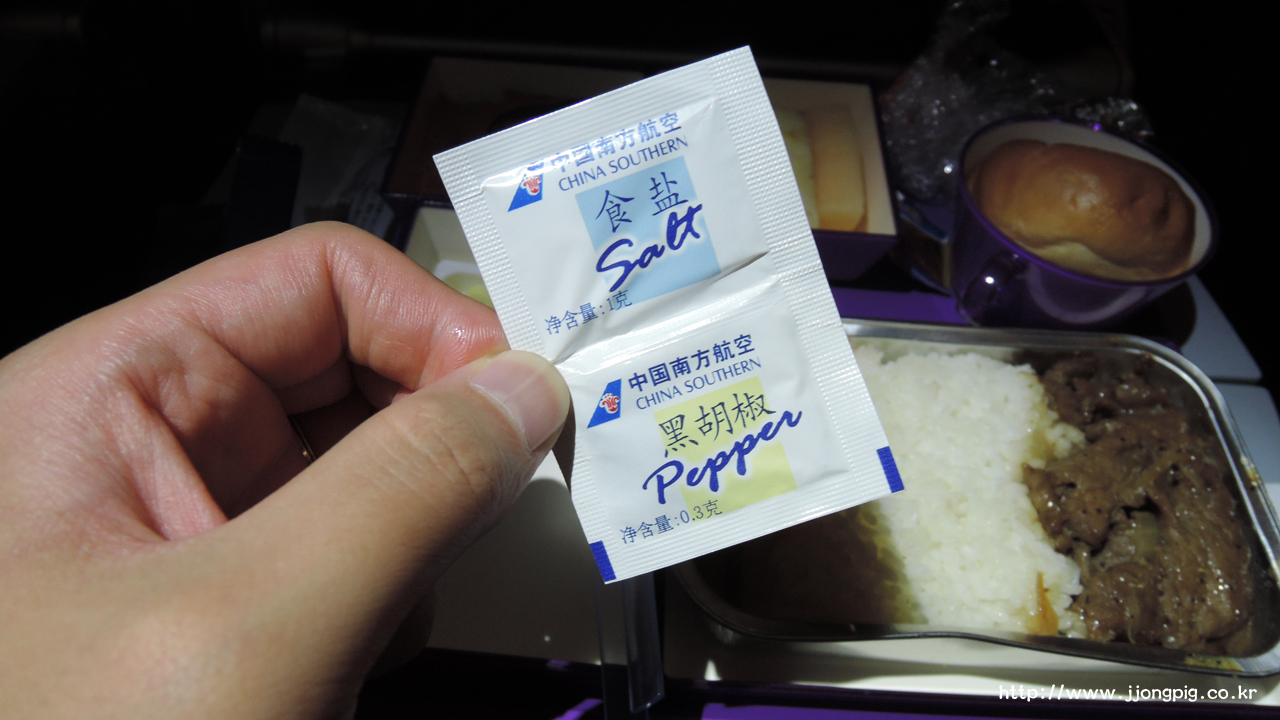 中国南方航空
CHINA SOUTHERN
食盐
Salt
净含量:1克
中国南方航空
CHINA SOUTHERN
黑胡椒
Pepper
净含量:0.3克
http://www.jjongpig.co.kr